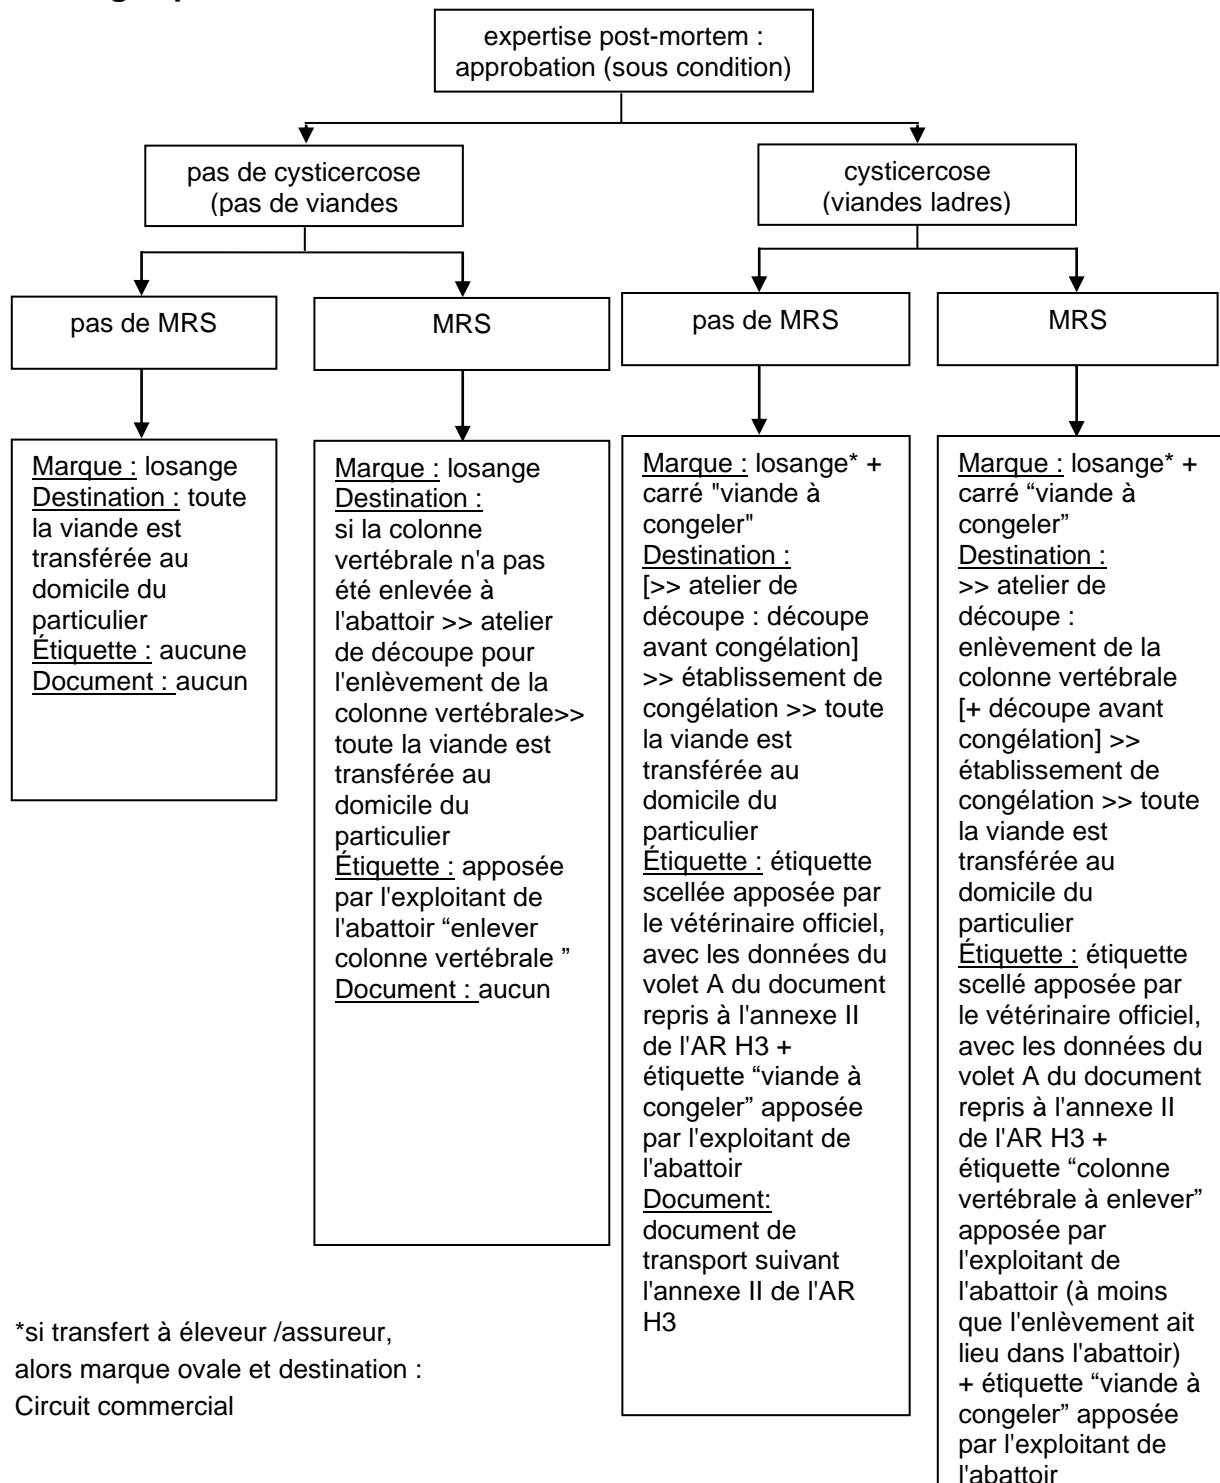 expertise post-mortem :
approbation (sous condition)
pas de cysticercose
(pas de viandes
cysticercose
(viandes ladres)
pas de MRS
MRS
pas de MRS
MRS
Marque : losange
Destination : toute
la viande est
transférée au
domicile du
particulier
Étiquette : aucune
Document : aucun
Marque : losange
Destination :
si la colonne
vertébrale n'a pas
été enlevée à
l'abattoir >> atelier
de découpe pour
l'enlèvement de la
colonne vertébrale>>
toute la viande est
transférée au
domicile du
particulier
Étiquette : apposée
par l'exploitant de
l'abattoir “enlever
colonne vertébrale ”
Document : aucun
Marque : losange* +
carré "viande à
congeler"
Destination :
[>> atelier de
découpe : découpe
avant congélation]
>> établissement de
congélation >> toute
la viande est
transférée au
domicile du
particulier
Étiquette : étiquette
scellée apposée par
le vétérinaire officiel,
avec les données du
volet A du document
repris à l'annexe II
de l'AR H3 +
étiquette “viande à
congeler” apposée
par l'exploitant de
l'abattoir
Document:
document de
transport suivant
l'annexe II de l'AR
H3
Marque : losange* +
carré “viande à
congeler”
Destination :
>> atelier de
découpe :
enlèvement de la
colonne vertébrale
[+ découpe avant
congélation] >>
établissement de
congélation >> toute
la viande est
transférée au
domicile du
particulier
Étiquette : étiquette
scellé apposée par
le vétérinaire officiel,
avec les données du
volet A du document
repris à l'annexe II
de l'AR H3 +
étiquette “colonne
vertébrale à enlever”
apposée par
l'exploitant de
l'abattoir (à moins
que l'enlèvement ait
lieu dans l'abattoir)
+ étiquette “viande à
congeler” apposée
par l'exploitant de
l'abattoir
*si transfert à éleveur /assureur,
alors marque ovale et destination :
Circuit commercial